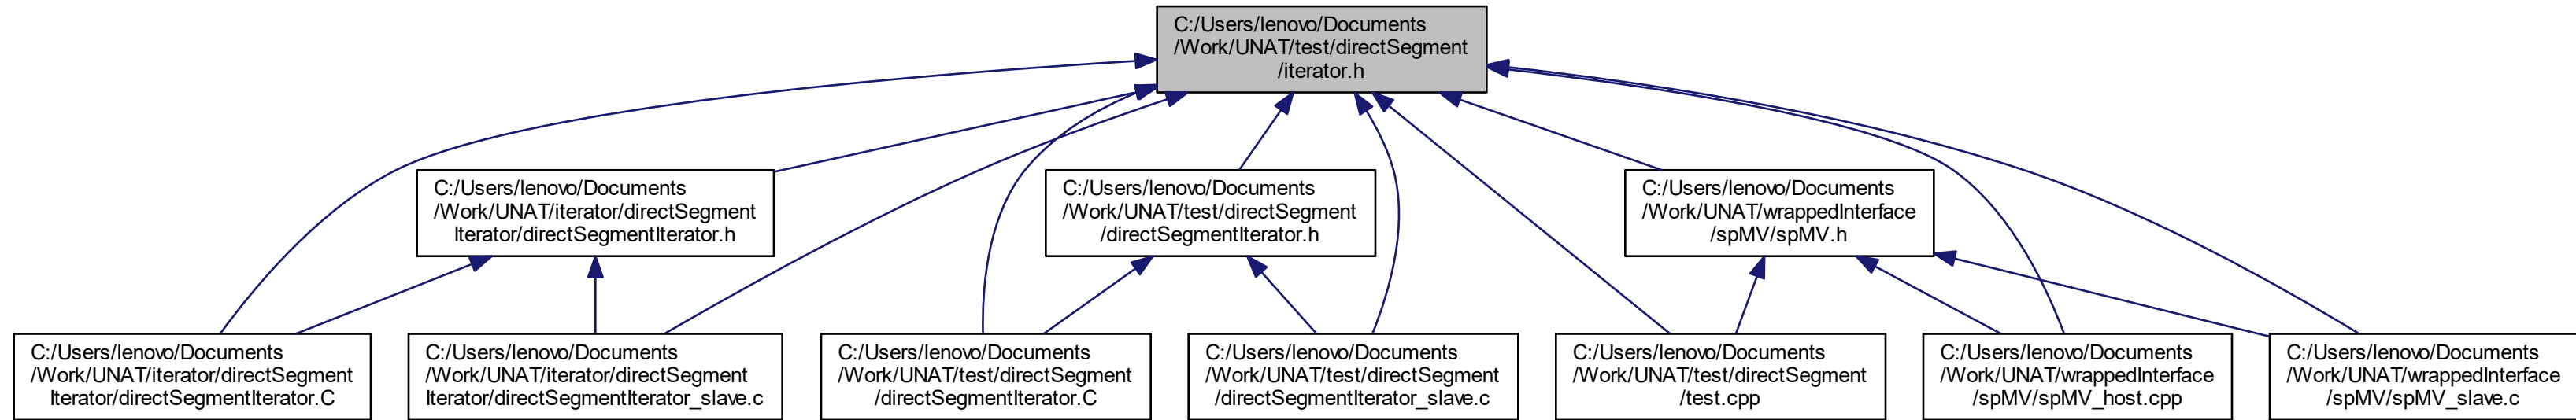 C:/Users/lenovo/Documents
/Work/UNAT/test/directSegment
/iterator.h
C:/Users/lenovo/Documents
/Work/UNAT/iterator/directSegment
Iterator/directSegmentIterator.h
C:/Users/lenovo/Documents
/Work/UNAT/test/directSegment
/directSegmentIterator.h
C:/Users/lenovo/Documents
/Work/UNAT/wrappedInterface
/spMV/spMV.h
C:/Users/lenovo/Documents
/Work/UNAT/iterator/directSegment
Iterator/directSegmentIterator.C
C:/Users/lenovo/Documents
/Work/UNAT/iterator/directSegment
Iterator/directSegmentIterator_slave.c
C:/Users/lenovo/Documents
/Work/UNAT/test/directSegment
/directSegmentIterator.C
C:/Users/lenovo/Documents
/Work/UNAT/test/directSegment
/directSegmentIterator_slave.c
C:/Users/lenovo/Documents
/Work/UNAT/test/directSegment
/test.cpp
C:/Users/lenovo/Documents
/Work/UNAT/wrappedInterface
/spMV/spMV_host.cpp
C:/Users/lenovo/Documents
/Work/UNAT/wrappedInterface
/spMV/spMV_slave.c